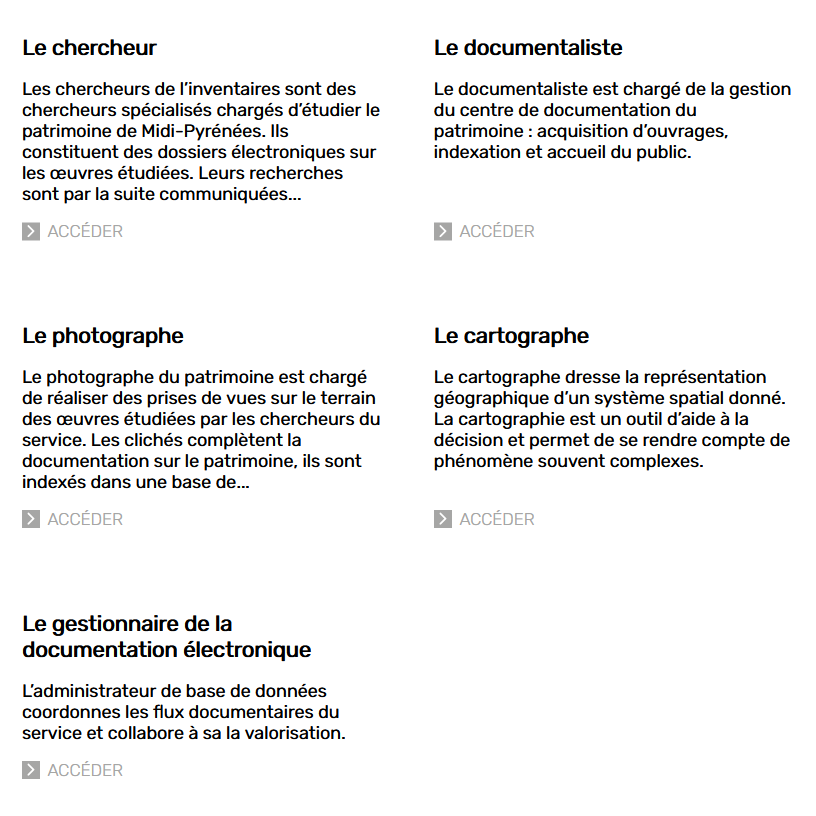 Le chercheur
Les chercheurs de l’inventaires sont des
chercheurs spécialisés chargés d’étudier le
patrimoine de Midi-Pyrénées. Ils
constituent des dossiers électroniques sur
les œuvres étudiées. Leurs recherches
sont par la suite communiquées...
ACCÉDER
Le documentaliste
Le documentaliste est chargé de la gestion
du centre de documentation du
patrimoine : acquisition d’ouvrages,
indexation et accueil du public.
ACCÉDER
Le photographe
Le photographe du patrimoine est chargé
de réaliser des prises de vues sur le terrain
des œuvres étudiées par les chercheurs du
service. Les clichés complètent la
documentation sur le patrimoine, ils sont
indexés dans une base de...
ACCÉDER
Le cartographe
Le cartographe dresse la représentation
géographique d’un système spatial donné.
La cartographie est un outil d’aide à la
décision et permet de se rendre compte de
phénomène souvent complexes.
ACCÉDER
Le gestionnaire de la
documentation électronique
L’administrateur de base de données
coordonnes les flux documentaires du
service et collabore à sa la valorisation.
ACCÉDER